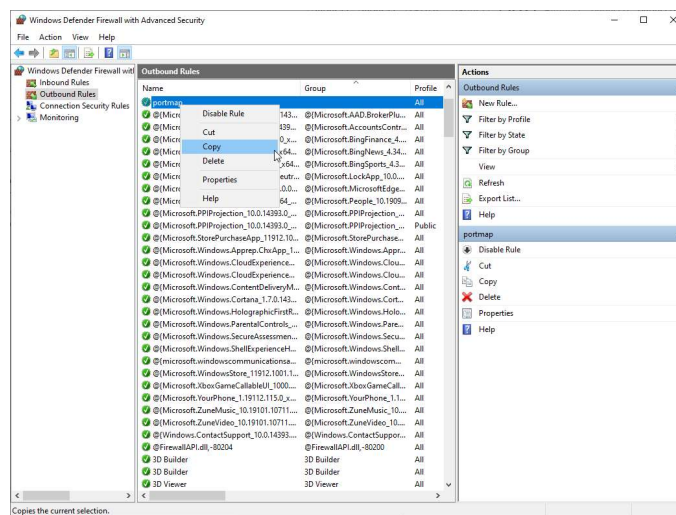 Windows Defender Firewall with Advanced Security
File Action View Help
Windows Defender Firewall witl
Inbound Rules
Outbound Rules
Connection Security Rules
Monitoring
Outbound Rules
Name Group Profile
portmap All
@{Micr 143... @{Microsoft.AAD.BrokerPlu... All
@{Micr 439... @{Microsoft.AccountsContr... All
@{Micr 0_x... @{Microsoft.BingFinance_4.... All
@{Micr x64... @{Microsoft.BingNews_4.34... All
@{Micr x64... @{Microsoft.BingSports_4.3... All
@{Micr eutr... @{Microsoft.LockApp_10.0.... All
@{Micr .0.0... @{Microsoft.MicrosoftEdge... All
@{Micr 64_... @{Microsoft.People_10.1909... All
@{Microsoft.PPIProjection_10.0.14393.0_... @{Microsoft.PPIProjection_... All
@{Microsoft.PPIProjection_10.0.14393.0_... @{Microsoft.PPIProjection_... Public
@{Microsoft.StorePurchaseApp_11912.10... @{Microsoft.StorePurchase... All
@{Microsoft.Windows.Apprep.ChxApp_1... @{Microsoft.Windows.Appr... All
@{Microsoft.Windows.CloudExperience... @{Microsoft.Windows.Clou... All
@{Microsoft.Windows.CloudExperience... @{Microsoft.Windows.Clou... All
@{Microsoft.Windows.ContentDeliveryM... @{Microsoft.Windows.Cont... All
@{Microsoft.Windows.Cortana_1.7.0.143... @{Microsoft.Windows.Cort... All
@{Microsoft.Windows.HolographicFirstR... @{Microsoft.Windows.Holo... All
@{Microsoft.Windows.ParentalControls_... @{Microsoft.Windows.Pare... All
@{Microsoft.Windows.SecureAssessmen... @{Microsoft.Windows.Secu... All
@{Microsoft.Windows.ShellExperienceH... @{Microsoft.Windows.Shell... All
@{microsoft.windowscommunicationsa... @{microsoft.windowscom... All
@{Microsoft.WindowsStore_11912.1001.1... @{Microsoft.WindowsStore... All
@{Microsoft.XboxGameCallableUI_1000.... @{Microsoft.XboxGameCall... All
@{Microsoft.YourPhone_1.19112.115.0_x... @{Microsoft.YourPhone_1.1... All
@{Microsoft.ZuneMusic_10.19101.10711.... @{Microsoft.ZuneMusic_10.... All
@{Microsoft.ZuneVideo_10.19101.10711.... @{Microsoft.ZuneVideo_10.... All
@{Windows.ContactSupport_10.0.14393.... @{Windows.ContactSuppor... All
@FirewallAPI.dll,-80204 @FirewallAPI.dll,-80200 All
3D Builder 3D Builder All
3D Builder 3D Builder All
3D Viewer 3D Viewer All
Disable Rule
Cut
Copy
Delete
Properties
Help
Actions
Outbound Rules
New Rule...
Filter by Profile
Filter by State
Filter by Group
View
Refresh
Export List...
Help
portmap
Disable Rule
Cut
Copy
Delete
Properties
Help
Copies the current selection.